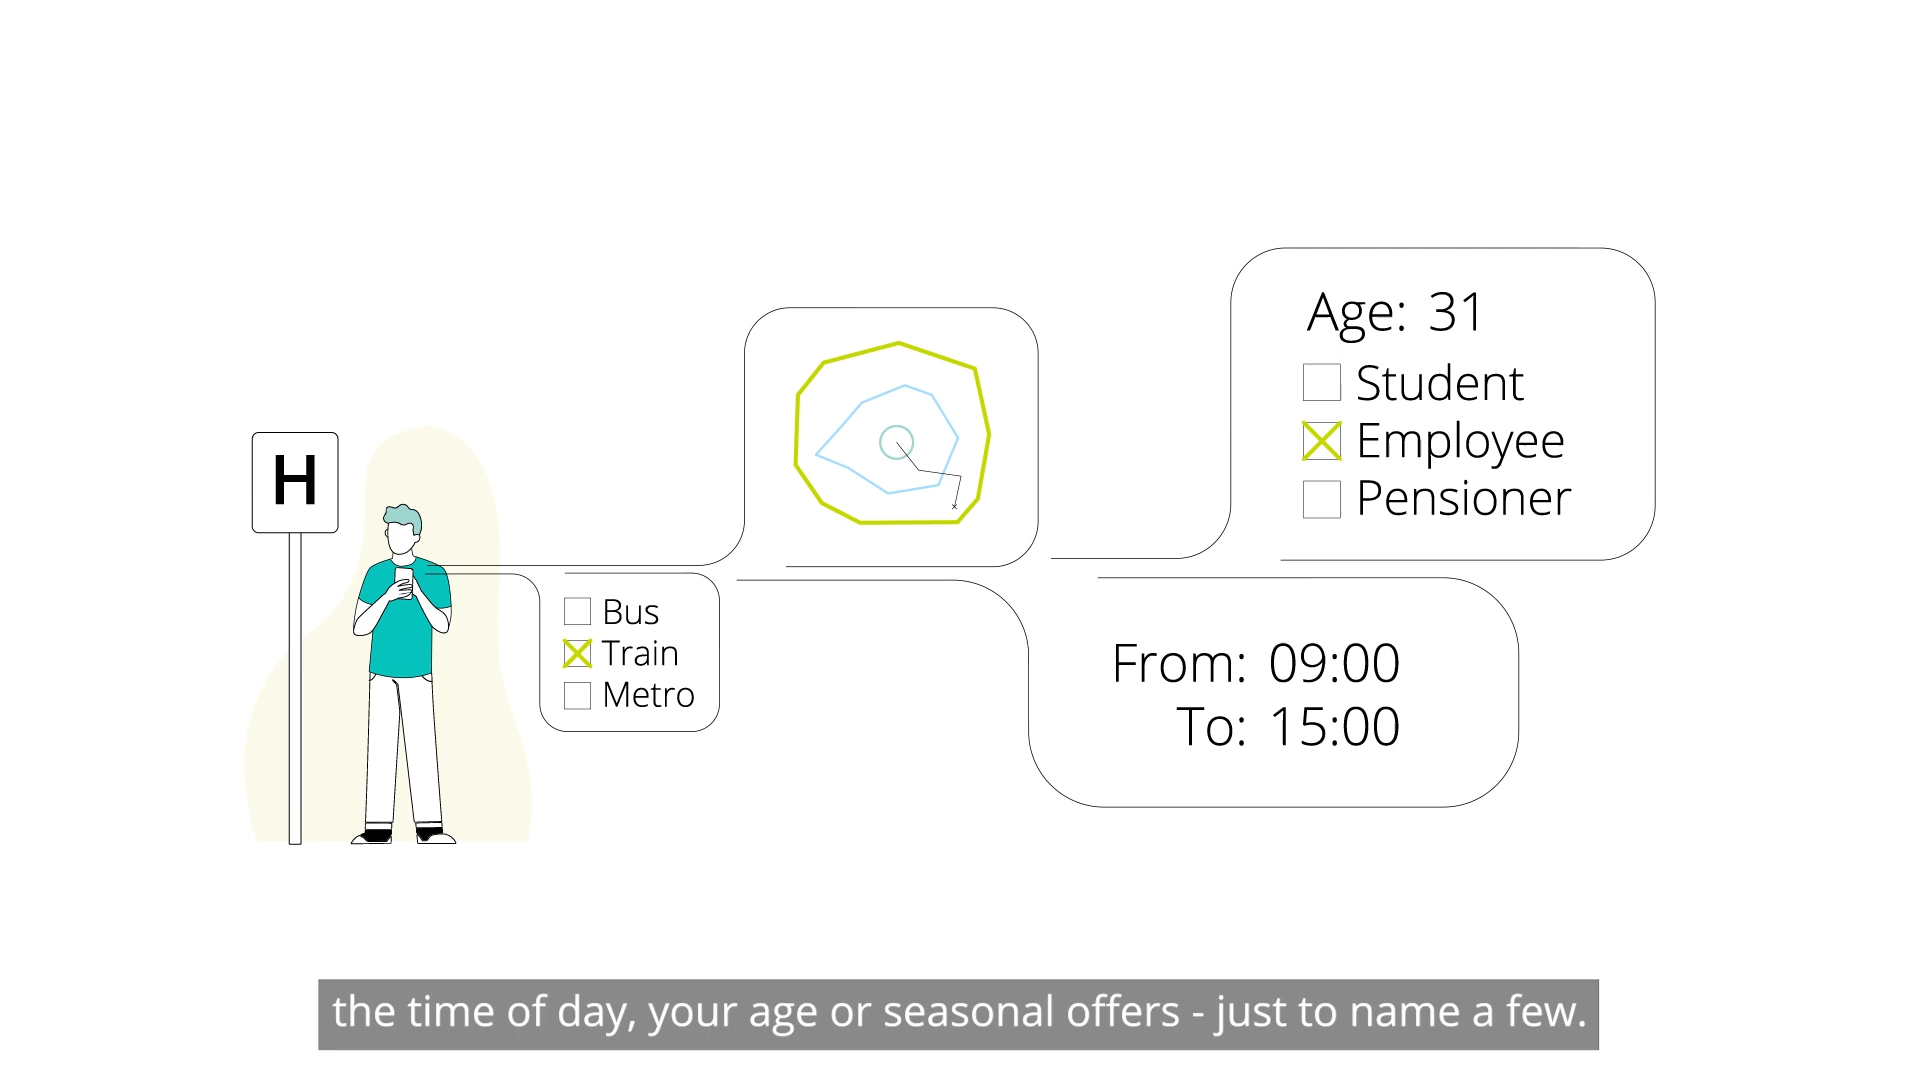 H
Bus
Train
Metro
Age: 31
Student
Employee
Pensioner
From: 09:00
To: 15:00
the time of day, your age or seasonal offers - just to name a few.